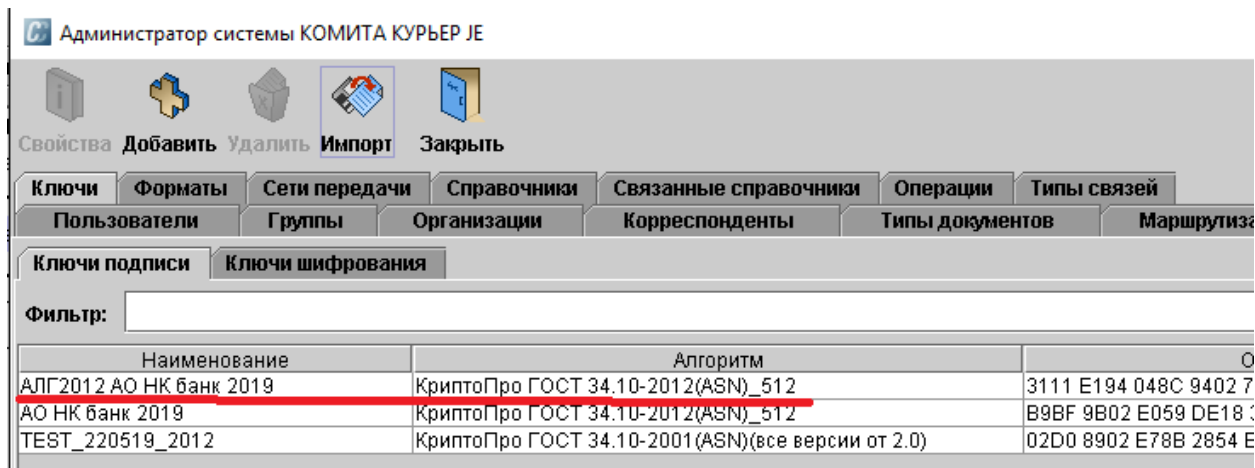 Администратор системы КОМИТА КУРЬЕР JE
Свойства Добавить Удалить Импорт Закрыть
Ключи Форматы Сети передачи Справочники Связанные справочники Операции Типы связей
Пользователи Группы Организации Корреспонденты Типы документов Маршрутиза
Ключи подписи Ключи шифрования
Фильтр:
Наименование Алгоритм О
АЛГ2012 АО НК банк 2019 КриптоПро ГОСТ 34.10-2012(ASN)_512 3111 E194 048C 9402 7
АО НК банк 2019 КриптоПро ГОСТ 34.10-2012(ASN)_512 B9BF 9B02 E059 DE18 3
TEST_220519_2012 КриптоПро ГОСТ 34.10-2001(ASN)(все версии от 2.0) 02D0 8902 E78B 2854 E